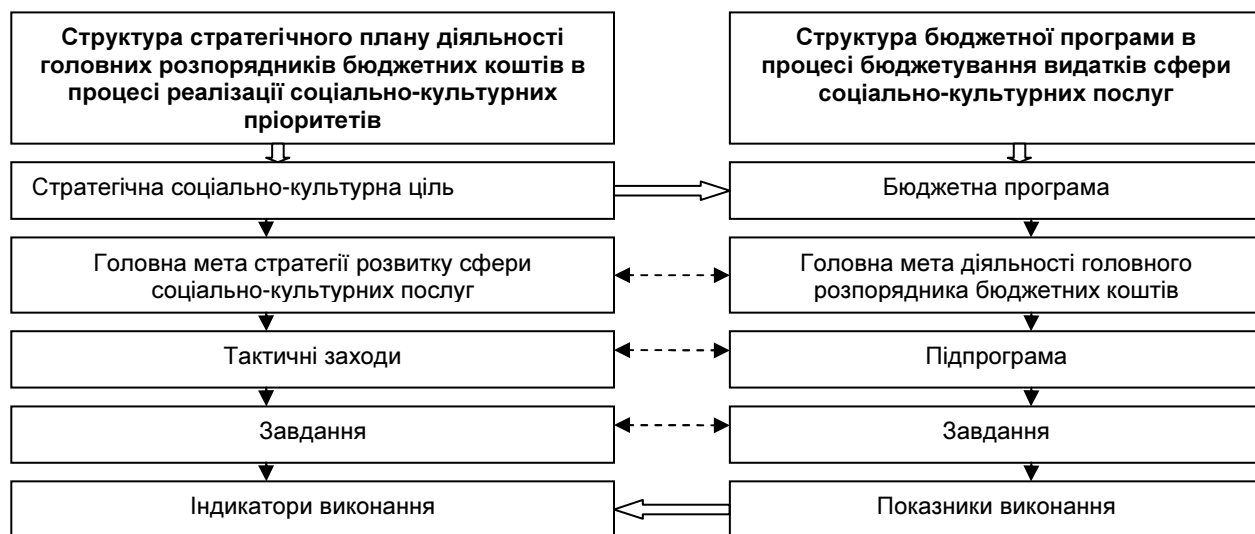 Структура стратегічного плану діяльності
головних розпорядників бюджетних коштів в
процесі реалізації соціально-культурних
пріоритетів
Структура бюджетної програми в
процесі бюджетування видатків сфери
соціально-культурних послуг
Стратегічна соціально-культурна ціль
Бюджетна програма
Головна мета стратегії розвитку сфери
соціально-культурних послуг
Головна мета діяльності головного
розпорядника бюджетних коштів
Тактичні заходи
Підпрограма
Завдання
Завдання
Індикатори виконання
Показники виконання